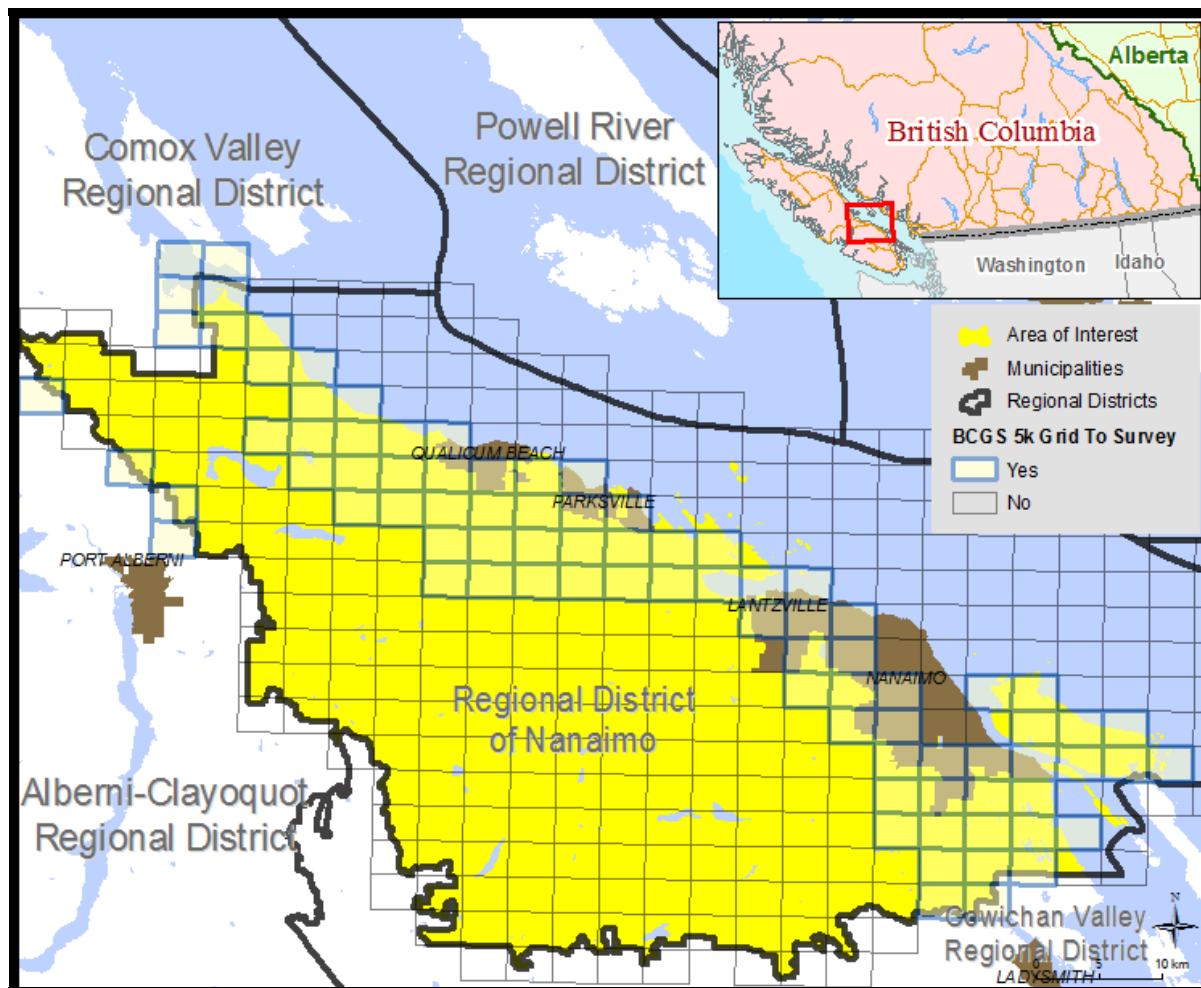 Alberta
British Columbia
Washington
Idaho
Comox Valley
Regional District
Powell River
Regional District
Area of Interest
Municipalities
Regional Districts
BCGS 5k Grid To Survey
Yes
No
QUALICUM BEACH
PARKSVILLE
PORT ALBERNI
LANTZVILLE
NANAIMO
Regional District
of Nanaimo
Alberni-Clayoquot
Regional District
Cowichan Valley
Regional District
N
0 5 10 km
LADYSMITH